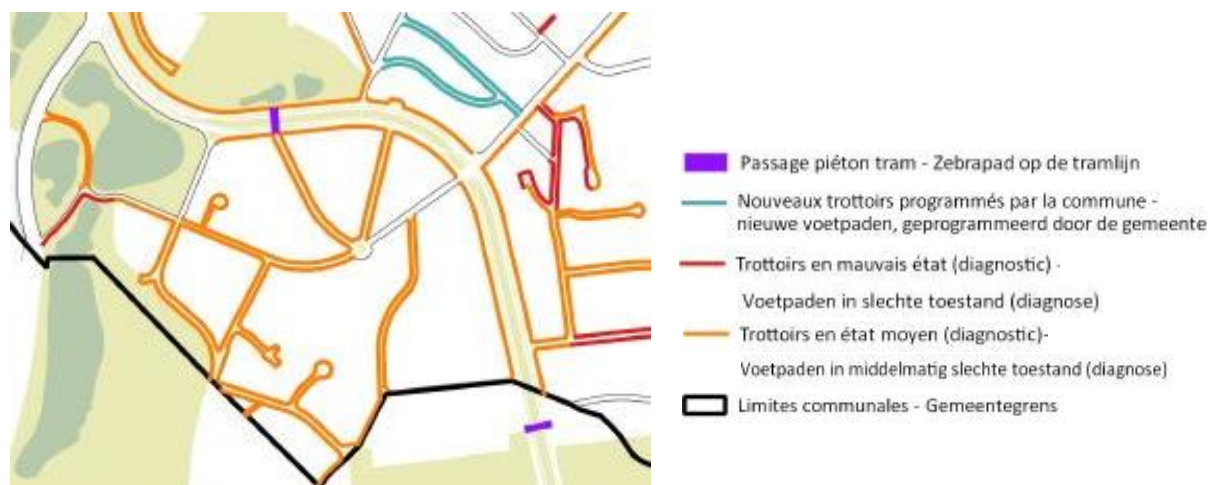 Passage piéton tram - Zebrapad op de tramlijn
Nouveaux trottoirs programmés par la commune -
nieuwe voetpaden, geprogrammeerd door de gemeente
Trottoirs en mauvais état (diagnostic) -
Voetpaden in slechte toestand (diagnose)
Trottoirs en état moyen (diagnostic)-
Voetpaden in middelmatig slechte toestand (diagnose)
Limites communales - Gemeentegrens